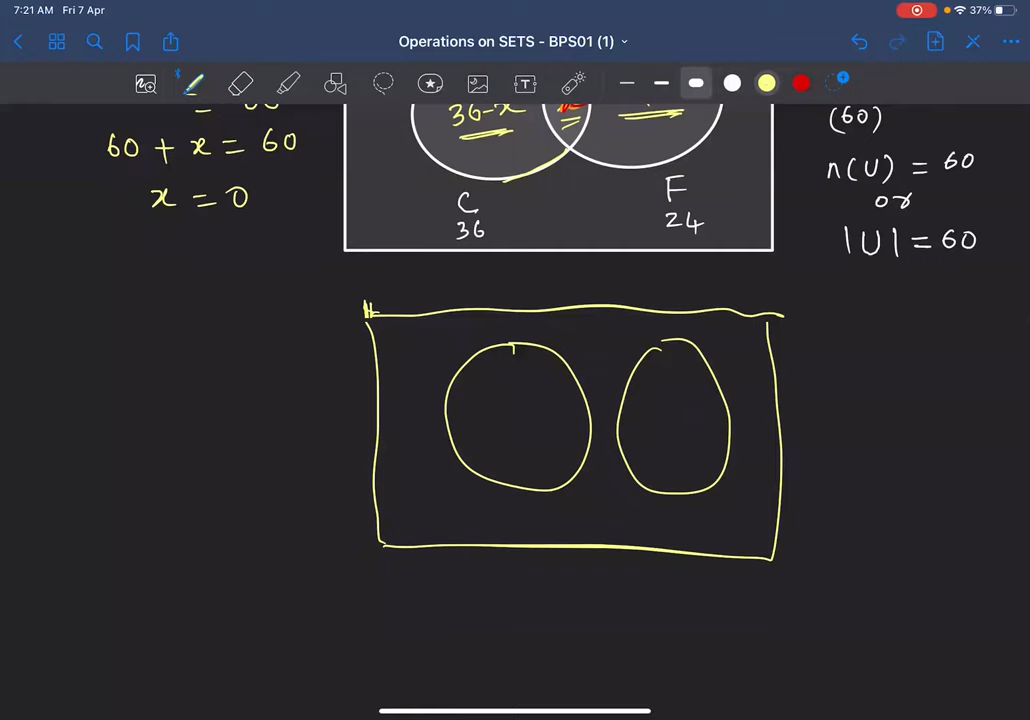 7:21 AM Fri 7 Apr
37%
Operations on SETS - BPS01 (1)
36-x
(60)
60 + x = 60
x = 0
n(U) = 60
or
|U| = 60
C
36
F
24